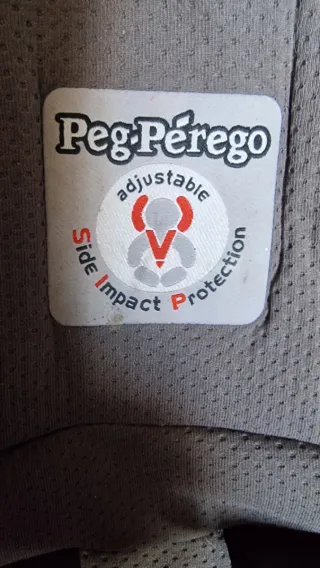 Peg-Pérego
adjustable
Side Impact Protection